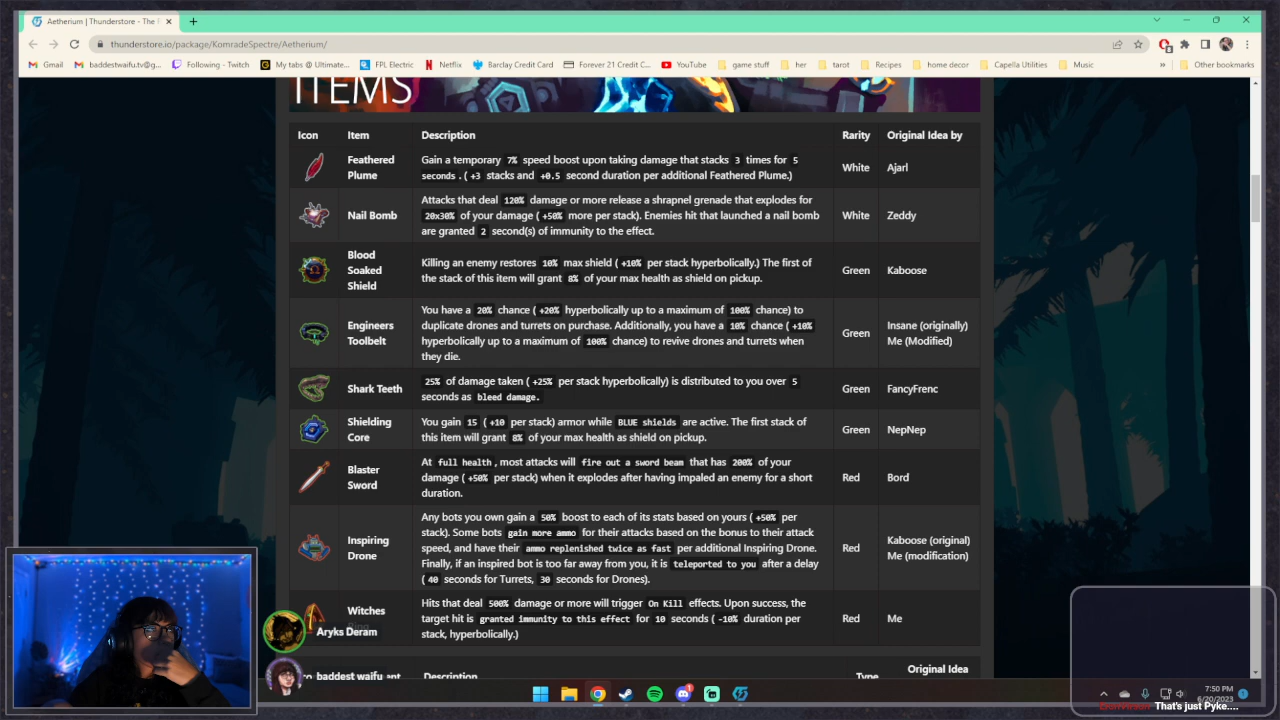 Aetherium | Thunderstore - The R
thunderstore.io/package/KomradeSpectre/Aetherium/
Gmail baddestwaifu.tv@g... Following - Twitch My tabs @ Ultimate... FPL Electric Netflix Barclay Credit Card Forever 21 Credit C... YouTube game stuff her tarot Recipes home decor Capella Utilities Music » Other bookmarks
ITEMS
Icon Item Description Rarity Original Idea by
Feathered Plume
Gain a temporary 7% speed boost upon taking damage that stacks 3 times for 5
seconds. ( +3 stacks and +0.5 second duration per additional Feathered Plume.)
White Ajarl
Nail Bomb
Attacks that deal 120% damage or more release a shrapnel grenade that explodes for
20x30% of your damage ( +50% more per stack). Enemies hit that launched a nail bomb
are granted 2 second(s) of immunity to the effect.
White Zeddy
Blood
Soaked
Shield
Killing an enemy restores 10% max shield ( +10% per stack hyperbolically.) The first of
the stack of this item will grant 8% of your max health as shield on pickup.
Green Kaboose
Engineers
Toolbelt
You have a 20% chance ( +20% hyperbolically up to a maximum of 100% chance) to
duplicate drones and turrets on purchase. Additionally, you have a 10% chance ( +10%
hyperbolically up to a maximum of 100% chance) to revive drones and turrets when
they die.
Green
Insane (originally)
Me (Modified)
Shark Teeth
25% of damage taken ( +25% per stack hyperbolically) is distributed to you over 5
seconds as bleed damage.
Green FancyFrenc
Shielding
Core
You gain 15 ( +10 per stack) armor while BLUE shields are active. The first stack of
this item will grant 8% of your max health as shield on pickup.
Green NepNep
Blaster
Sword
At full health , most attacks will fire out a sword beam that has 200% of your
damage ( +50% per stack) when it explodes after having impaled an enemy for a short
duration.
Red Bord
Inspiring
Drone
Any bots you own gain a 50% boost to each of its stats based on yours ( +50% per
stack). Some bots gain more ammo for their attacks based on the bonus to their attack
speed, and have their ammo replenished twice as fast per additional Inspiring Drone.
Finally, if an inspired bot is too far away from you, it is teleported to you after a delay
( 40 seconds for Turrets, 30 seconds for Drones).
Red
Kaboose (original)
Me (modification)
Witches
Hits that deal 500% damage or more will trigger On Kill effects. Upon success, the
target hit is granted immunity to this effect for 10 seconds ( -10% duration per
stack, hyperbolically.)
Red Me
Aryks Deram
baddest waifu
Description Type
Original Idea
7:50 PM
6/20/2023
That's just Pyke....